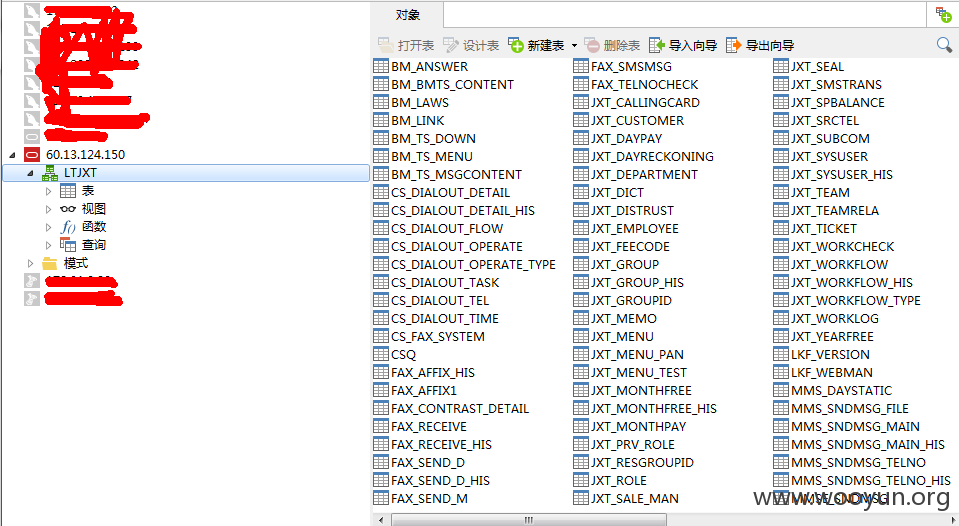 对象
打开表 设计表 新建表 删除表 导入向导 导出向导
60.13.124.150
LTJXT
表
视图
函数
查询
模式
BM_ANSWER
BM_BMTS_CONTENT
BM_LAWS
BM_LINK
BM_TS_DOWN
BM_TS_MENU
BM_TS_MSGCONTENT
CS_DIALOUT_DETAIL
CS_DIALOUT_DETAIL_HIS
CS_DIALOUT_FLOW
CS_DIALOUT_OPERATE
CS_DIALOUT_OPERATE_TYPE
CS_DIALOUT_TASK
CS_DIALOUT_TEL
CS_DIALOUT_TIME
CS_FAX_SYSTEM
CSQ
FAX_AFFIX_HIS
FAX_AFFIX1
FAX_CONTRAST_DETAIL
FAX_RECEIVE
FAX_RECEIVE_HIS
FAX_SEND_D
FAX_SEND_D_HIS
FAX_SEND_M
FAX_SMSMSG
FAX_TELNOCHECK
JXT_CALLINGCARD
JXT_CUSTOMER
JXT_DAYPAY
JXT_DAYRECKONING
JXT_DEPARTMENT
JXT_DICT
JXT_DISTRUST
JXT_EMPLOYEE
JXT_FEECODE
JXT_GROUP
JXT_GROUP_HIS
JXT_GROUPID
JXT_MEMO
JXT_MENU
JXT_MENU_PAN
JXT_MENU_TEST
JXT_MONTHFREE
JXT_MONTHFREE_HIS
JXT_MONTHPAY
JXT_PRV_ROLE
JXT_RESGROUPID
JXT_ROLE
JXT_SALE_MAN
JXT_SEAL
JXT_SMSTRANS
JXT_SPBALANCE
JXT_SRCTEL
JXT_SUBCOM
JXT_SYSUSER
JXT_SYSUSER_HIS
JXT_TEAM
JXT_TEAMRELA
JXT_TICKET
JXT_WORKCHECK
JXT_WORKFLOW
JXT_WORKFLOW_HIS
JXT_WORKFLOW_TYPE
JXT_WORKLOG
JXT_YEARFREE
LKF_VERSION
LKF_WEBMAN
MMS_DAYSTATIC
MMS_SNDMSG_FILE
MMS_SNDMSG_MAIN
MMS_SNDMSG_MAIN_HIS
MMS_SNDMSG_TELNO
MMS_SNDMSG_TELNO_HIS
MMSE_SNDMSG
www.wooyun.org